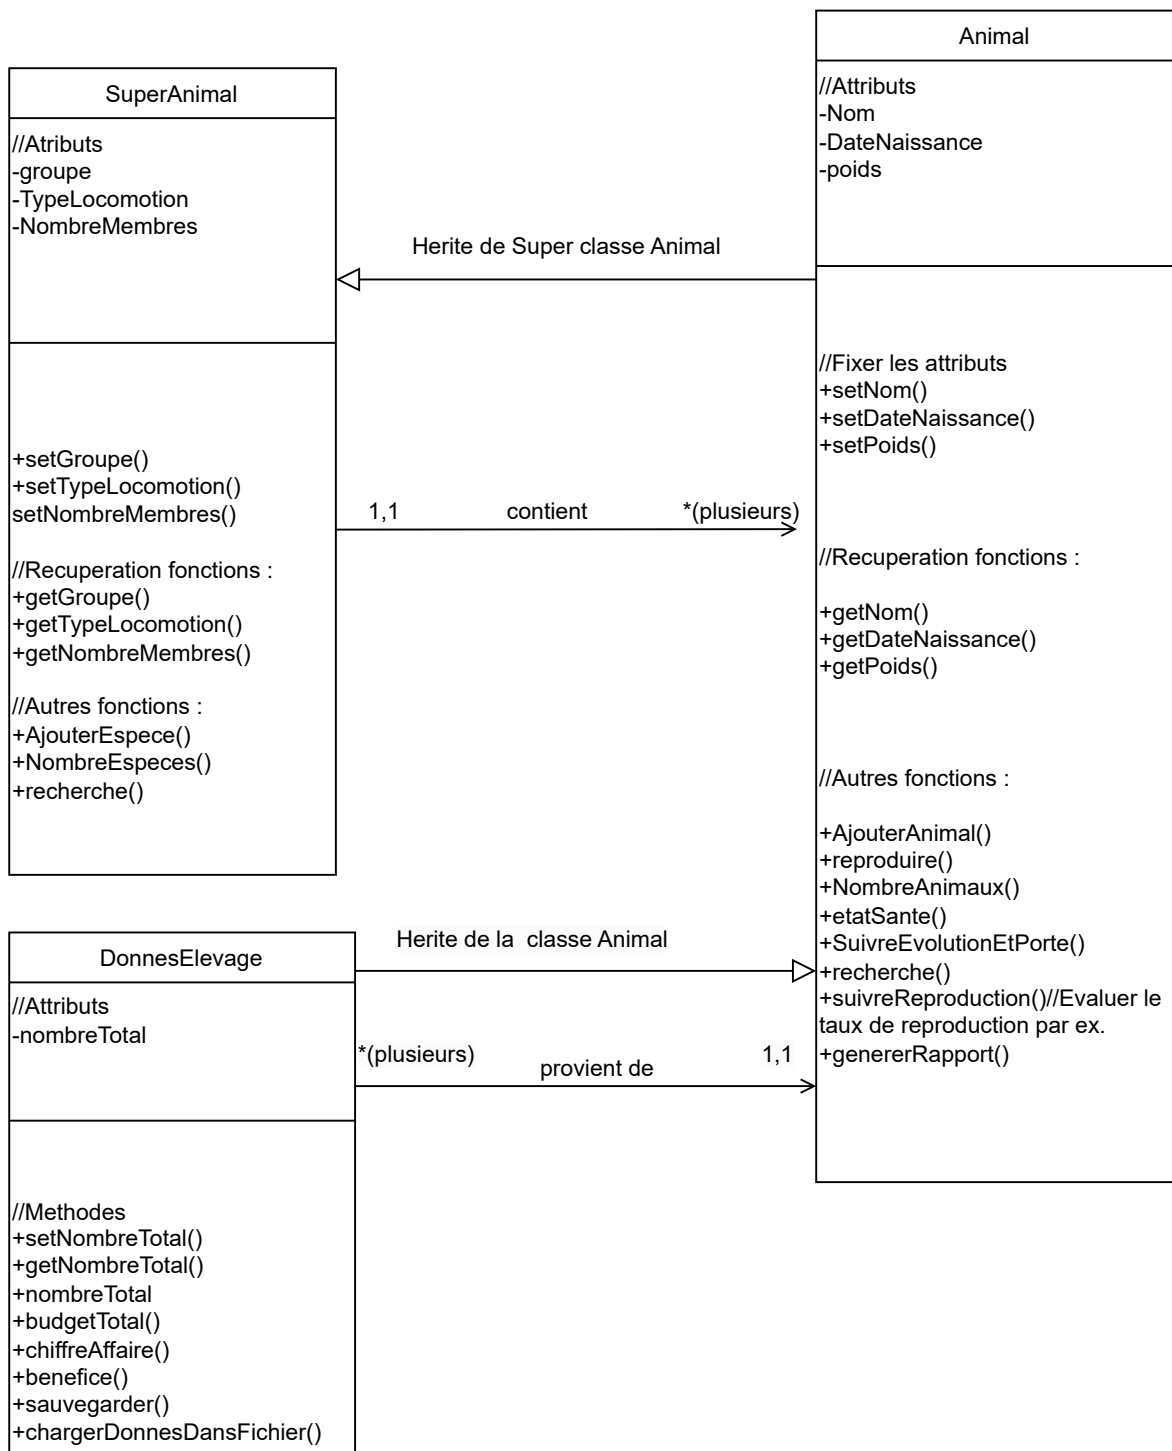 SuperAnimal
//Atributs
-groupe
-TypeLocomotion
-NombreMembres
+setGroupe()
+setTypeLocomotion()
setNombreMembres()
//Recuperation fonctions :
+getGroupe()
+getTypeLocomotion()
+getNombreMembres()
//Autres fonctions :
+AjouterEspece()
+NombreEspeces()
+recherche()
Herite de Super classe Animal
1,1 contient *(plusieurs)
Animal
//Attributs
-Nom
-DateNaissance
-poids
//Fixer les attributs
+setNom()
+setDateNaissance()
+setPoids()
//Recuperation fonctions :
+getNom()
+getDateNaissance()
+getPoids()
//Autres fonctions :
+AjouterAnimal()
+reproduire()
+NombreAnimaux()
+etatSante()
+SuivreEvolutionEtPorte()
+recherche()
+suivreReproduction()//Evaluer le
taux de reproduction par ex.
+genererRapport()
DonnesElevage
//Attributs
-nombreTotal
//Methodes
+setNombreTotal()
+getNombreTotal()
+nombreTotal
+budgetTotal()
+chiffreAffaire()
+benefice()
+sauvegarder()
+chargerDonnesDansFichier()
Herite de la  classe Animal
*(plusieurs) provient de 1,1